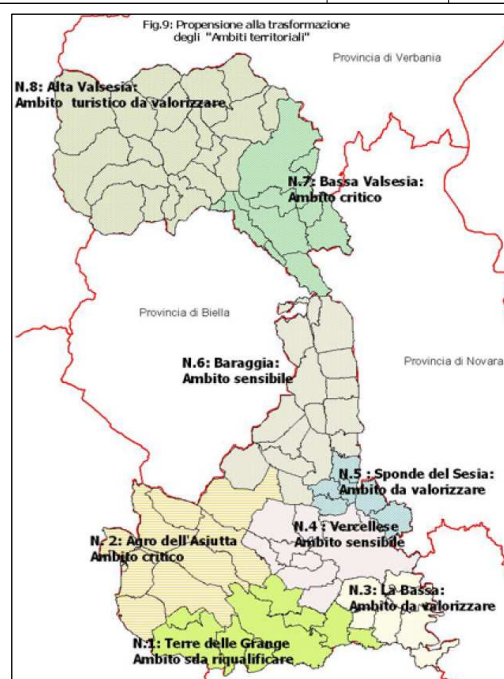 Fig.9: Propensione alla trasformazione
degli "Ambiti territoriali"
Provincia di Verbania
N.8: Alta Valsesia:
Ambito turistico da valorizzare
N.7: Bassa Valsesia:
Ambito critico
Provincia di Biella
N.6: Baraggia:
Ambito sensibile
Provincia di Novara
N.5 : Sponde del Sesia:
Ambito da valorizzare
N.4 : Vercellese
Ambito sensibile
N. 2: Agro dell'Asiutta
Ambito critico
N.3: La Bassa:
Ambito da valorizzare
N.1: Terre delle Grange
Ambito sda riqualificare